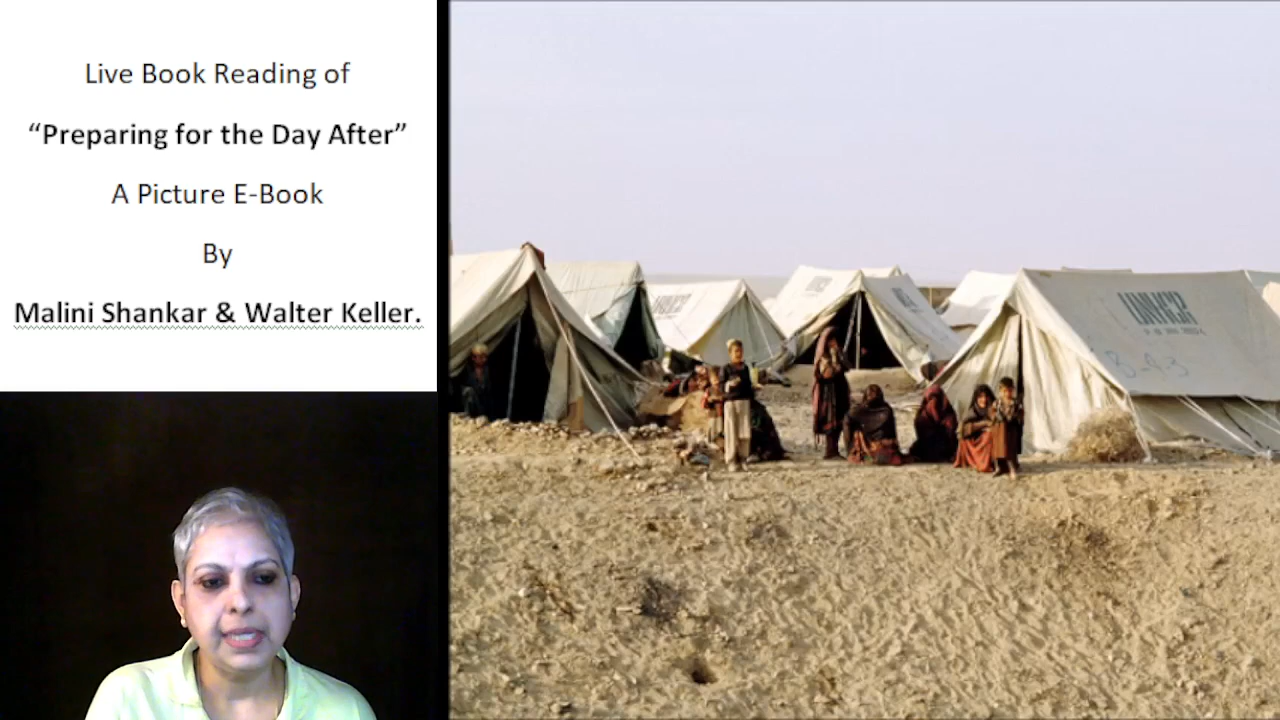 Live Book Reading of
“Preparing for the Day After”
A Picture E-Book
By
Malini Shankar & Walter Keller.
UNHCR